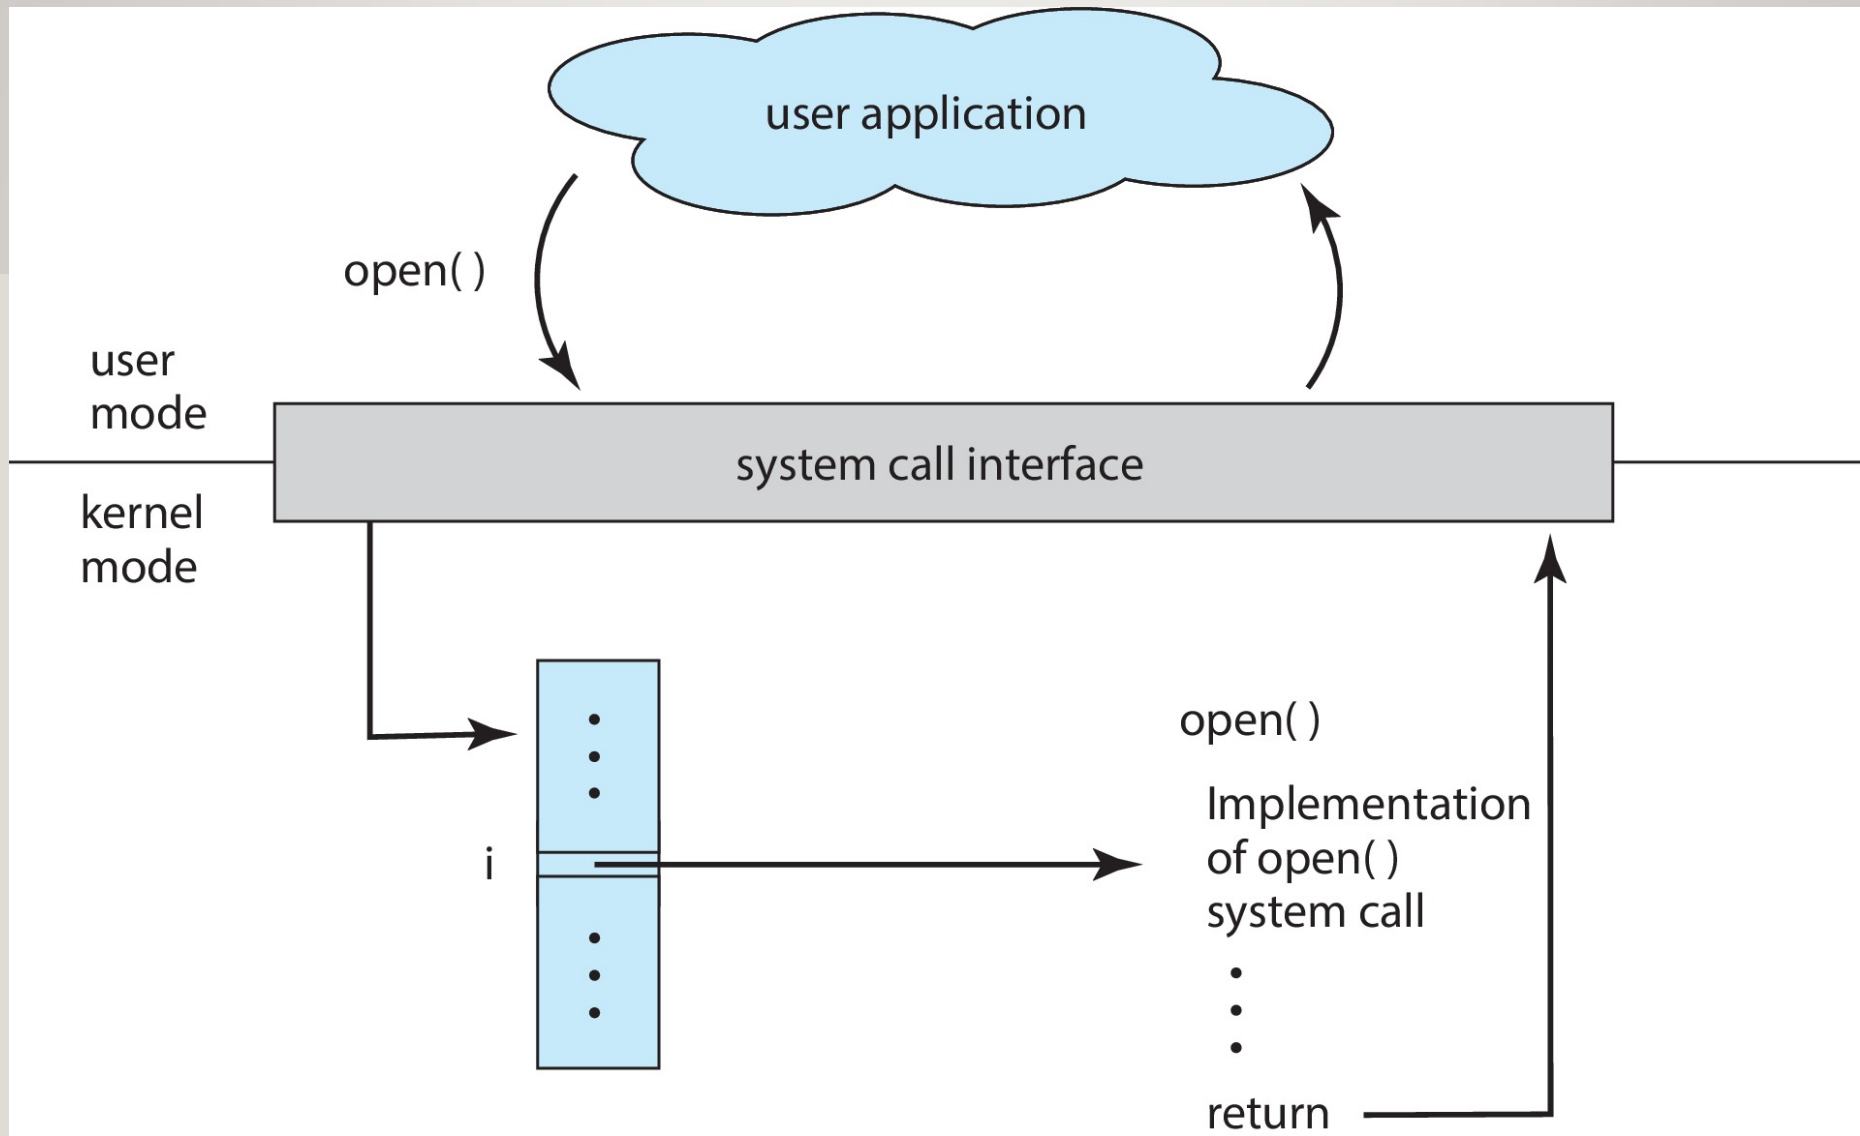 user application
open( )
user
mode
system call interface
kernel
mode
open( )
i
Implementation
of open( )
system call
return